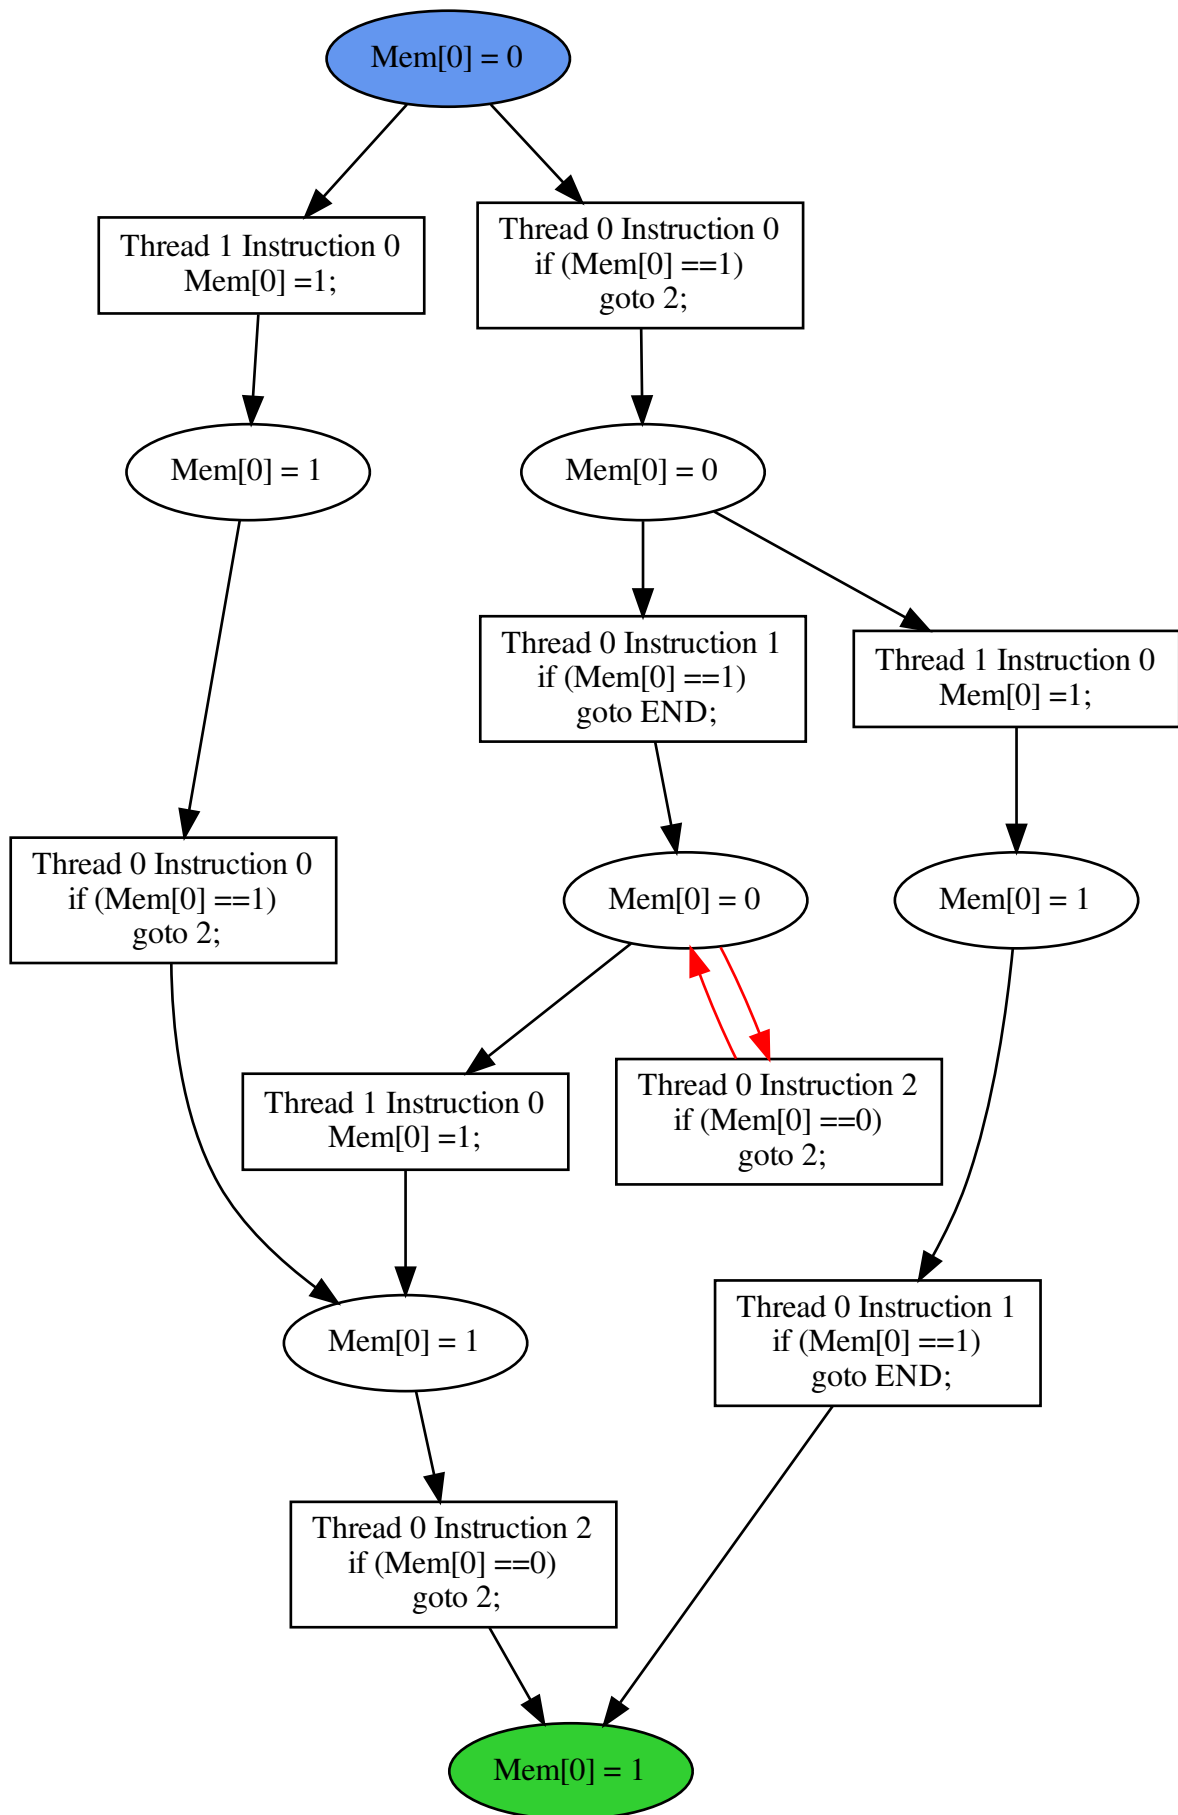 Mem[0] = 0
Thread 1 Instruction 0
Mem[0] =1;
Thread 0 Instruction 0
if (Mem[0] ==1)
goto 2;
Mem[0] = 1
Mem[0] = 0
Thread 0 Instruction 1
if (Mem[0] ==1)
goto END;
Thread 1 Instruction 0
Mem[0] =1;
Thread 0 Instruction 0
if (Mem[0] ==1)
goto 2;
Mem[0] = 0
Mem[0] = 1
Thread 1 Instruction 0
Mem[0] =1;
Thread 0 Instruction 2
if (Mem[0] ==0)
goto 2;
Mem[0] = 1
Thread 0 Instruction 1
if (Mem[0] ==1)
goto END;
Thread 0 Instruction 2
if (Mem[0] ==0)
goto 2;
Mem[0] = 1